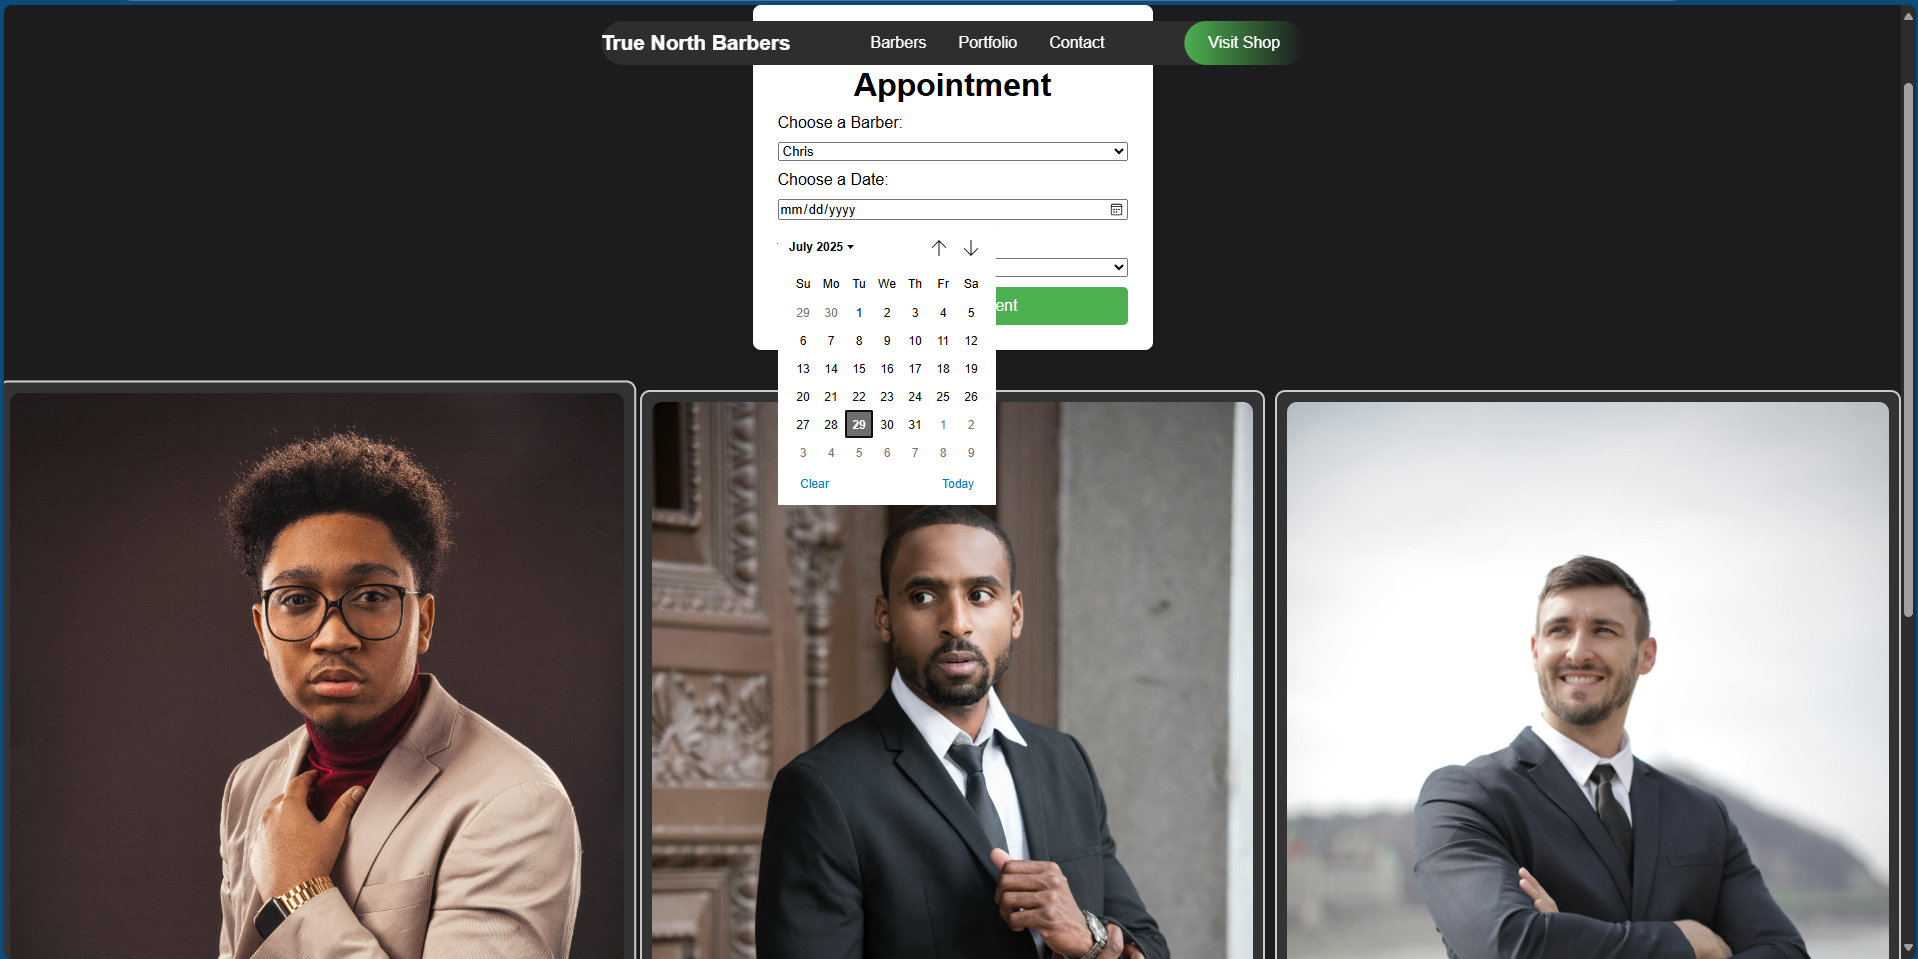 True North Barbers Barbers Portfolio Contact Visit Shop
Appointment
Choose a Barber:
Chris
Choose a Date:
mm/dd/yyyy
July 2025
Su Mo Tu We Th Fr Sa
29 30 1 2 3 4 5
6 7 8 9 10 11 12
13 14 15 16 17 18 19
20 21 22 23 24 25 26
27 28 29 30 31 1 2
3 4 5 6 7 8 9
Clear Today
ent